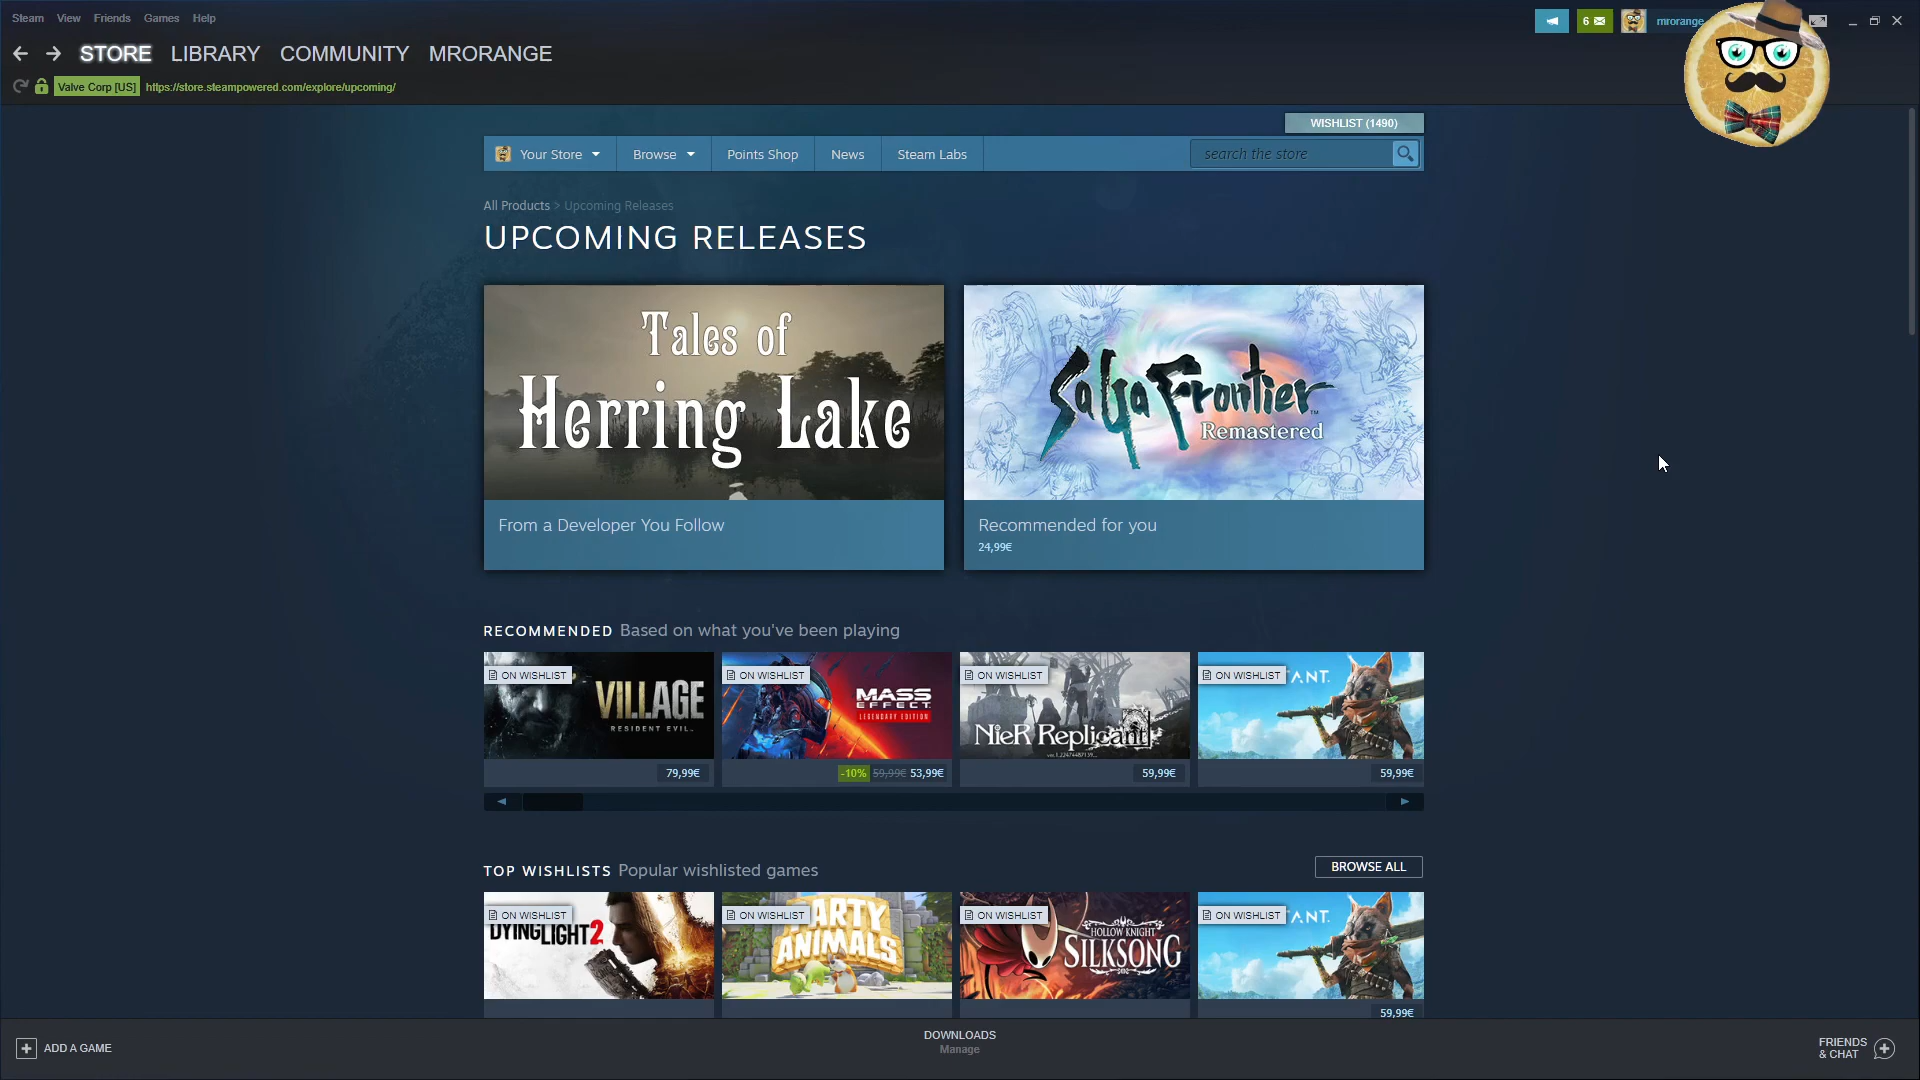 Steam View Friends Games Help
6
mrorange
STORE LIBRARY COMMUNITY MRORANGE
Valve Corp [US] https://store.steampowered.com/explore/upcoming/
WISHLIST (1490)
Your Store Browse Points Shop News Steam Labs
search the store
All Products > Upcoming Releases
UPCOMING RELEASES
Tales of
Herring Lake
SaGa Frontier™
Remastered
From a Developer You Follow
Recommended for you
24,99€
RECOMMENDED Based on what you've been playing
ON WISHLIST
VILLAGE
RESIDENT EVIL.
79,99€
ON WISHLIST
MASS
EFFECT
LEGENDARY EDITION
-10% 59,99€ 53,99€
ON WISHLIST
NieR Replicant
59,99€
ON WISHLIST
ANT.
59,99€
TOP WISHLISTS Popular wishlisted games
BROWSE ALL
ON WISHLIST
DYING LIGHT 2
ON WISHLIST
PARTY
ANIMALS
ON WISHLIST
HOLLOW KNIGHT
SILKSONG
ON WISHLIST
ANT.
59,99€
ADD A GAME
DOWNLOADS
Manage
FRIENDS
& CHAT